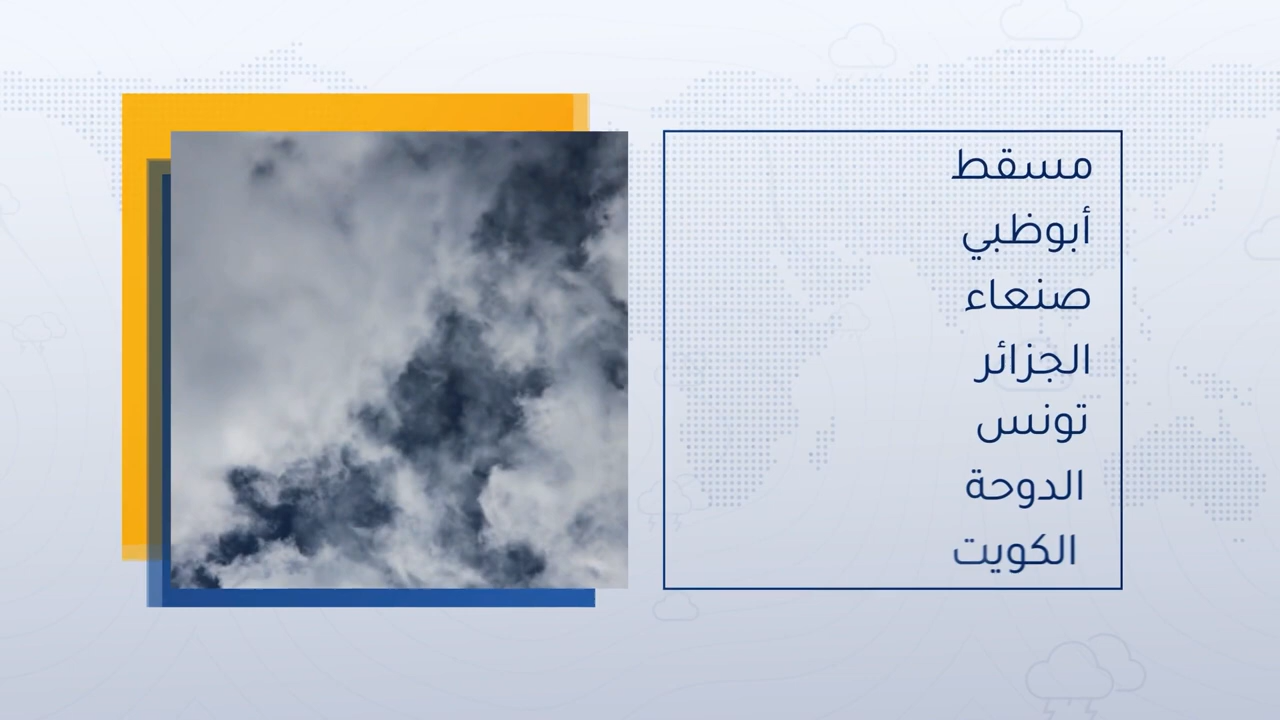 مسقط
أبوظبي
صنعاء
الجزائر
تونس
الدوحة
الكويت